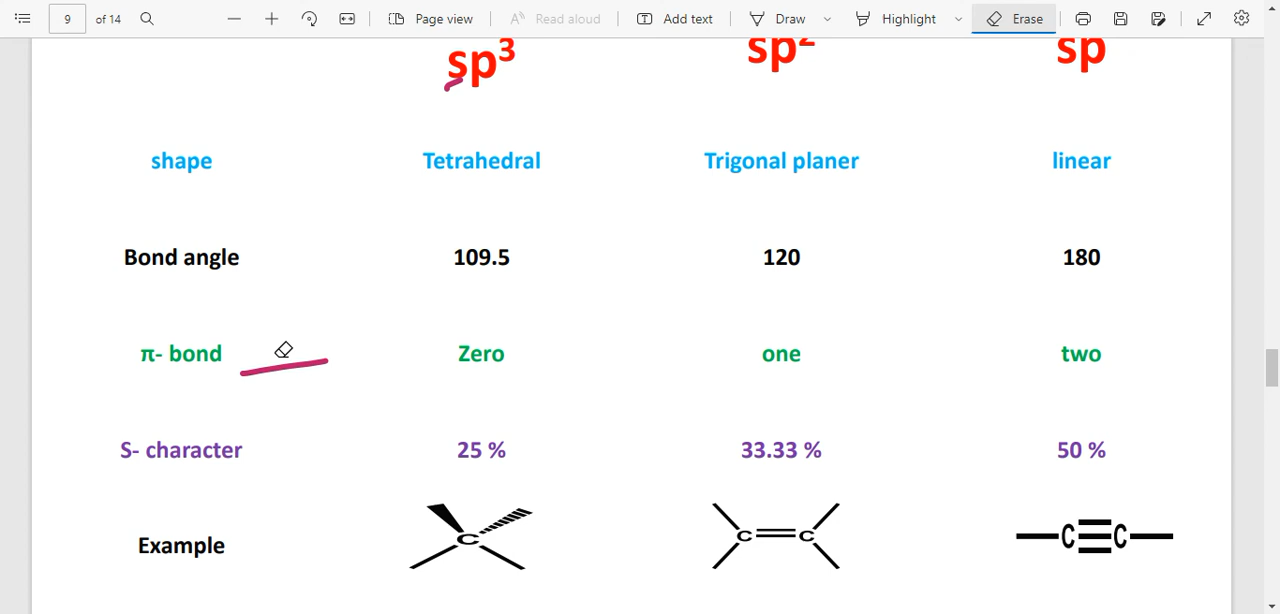 9 of 14 Page view Read aloud Add text Draw Highlight Erase
sp³ sp² sp
shape Tetrahedral Trigonal planer linear
Bond angle 109.5 120 180
π- bond Zero one two
S- character 25 % 33.33 % 50 %
Example C C C C C